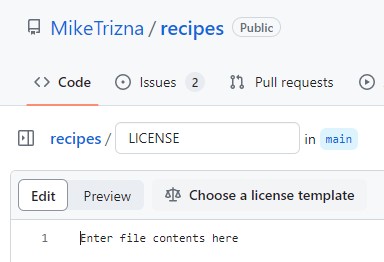 MikeTrizna / recipes Public
<> Code Issues 2 Pull requests
recipes / LICENSE in main
Edit Preview Choose a license template
1 Enter file contents here